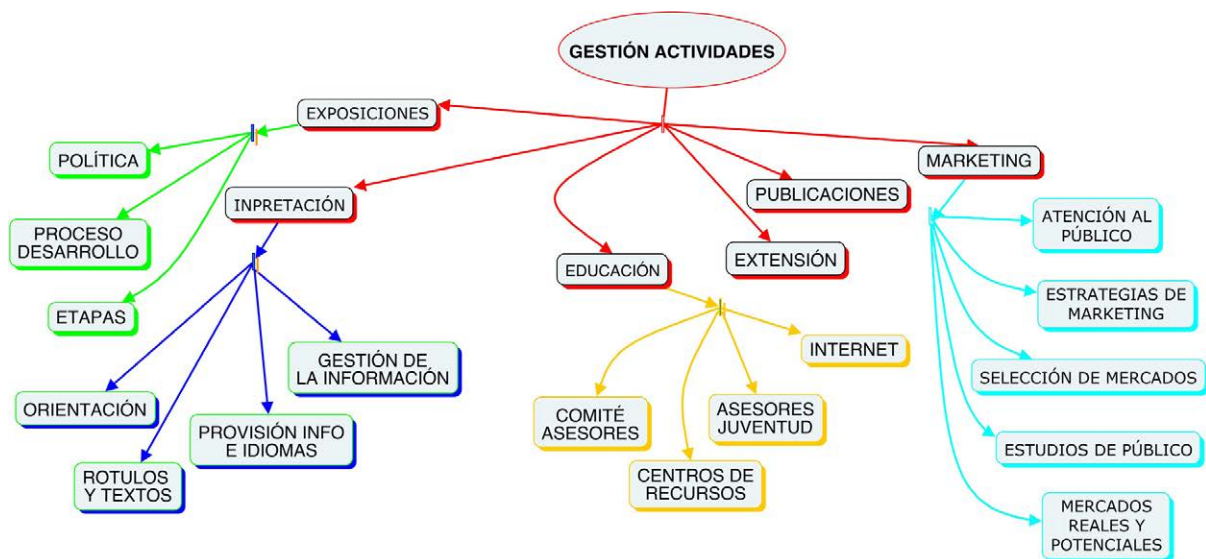 GESTIÓN ACTIVIDADES
EXPOSICIONES
POLÍTICA
PROCESO
DESARROLLO
ETAPAS
INPRETACIÓN
ORIENTACIÓN
ROTULOS
Y TEXTOS
PROVISIÓN INFO
E IDIOMAS
GESTIÓN DE
LA INFORMACIÓN
EDUCACIÓN
COMITÉ
ASESORES
CENTROS DE
RECURSOS
ASESORES
JUVENTUD
INTERNET
EXTENSIÓN
PUBLICACIONES
MARKETING
ATENCIÓN AL
PÚBLICO
ESTRATEGIAS DE
MARKETING
SELECCIÓN DE MERCADOS
ESTUDIOS DE PÚBLICO
MERCADOS
REALES Y
POTENCIALES